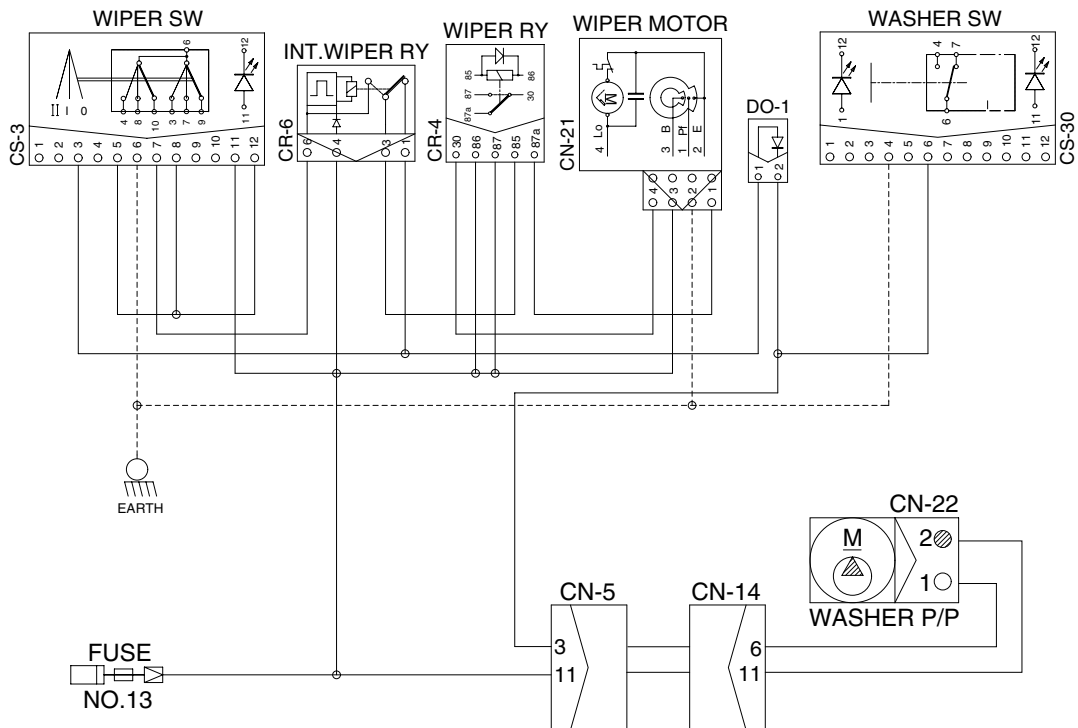 WIPER SW
INT.WIPER RY
WIPER RY
WIPER MOTOR
WASHER SW
II I 0
6
12
4 8 10 3 7 9
11
85 86
87 30
87a
M
4 Lo
3 B
1 Pf
2 E
DO-1
12
1
4 7
6
12
11
CS-3
1 2 3 4 5 6 7 8 9 10 11 12
CR-6
6 4 3 1
CR-4
30 86 87 85 87a
CN-21
4 3 2 1
1 2
1 2 3 4 5 6 7 8 9 10 11 12
CS-30
EARTH
CN-22
M
2
1
WASHER P/P
CN-5
CN-14
3
11
6
11
FUSE
NO.13